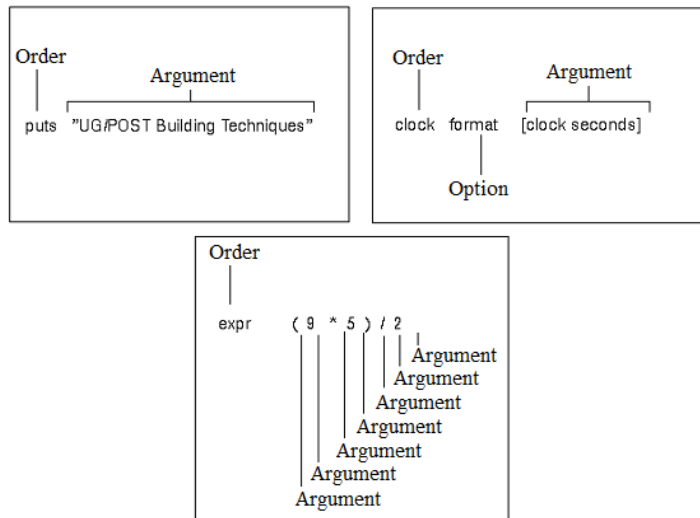 Order
Argument
puts "UG/POST Building Techniques"
Order
Argument
clock format [clock seconds]
Option
Order
expr ( 9 * 5 ) / 2
Argument
Argument
Argument
Argument
Argument
Argument
Argument